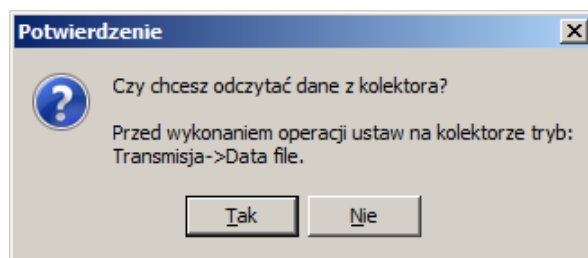 Potwierdzenie
Czy chcesz odczytać dane z kolektora?
Przed wykonaniem operacji ustaw na kolektorze tryb:
Transmisja->Data file.
Tak
Nie